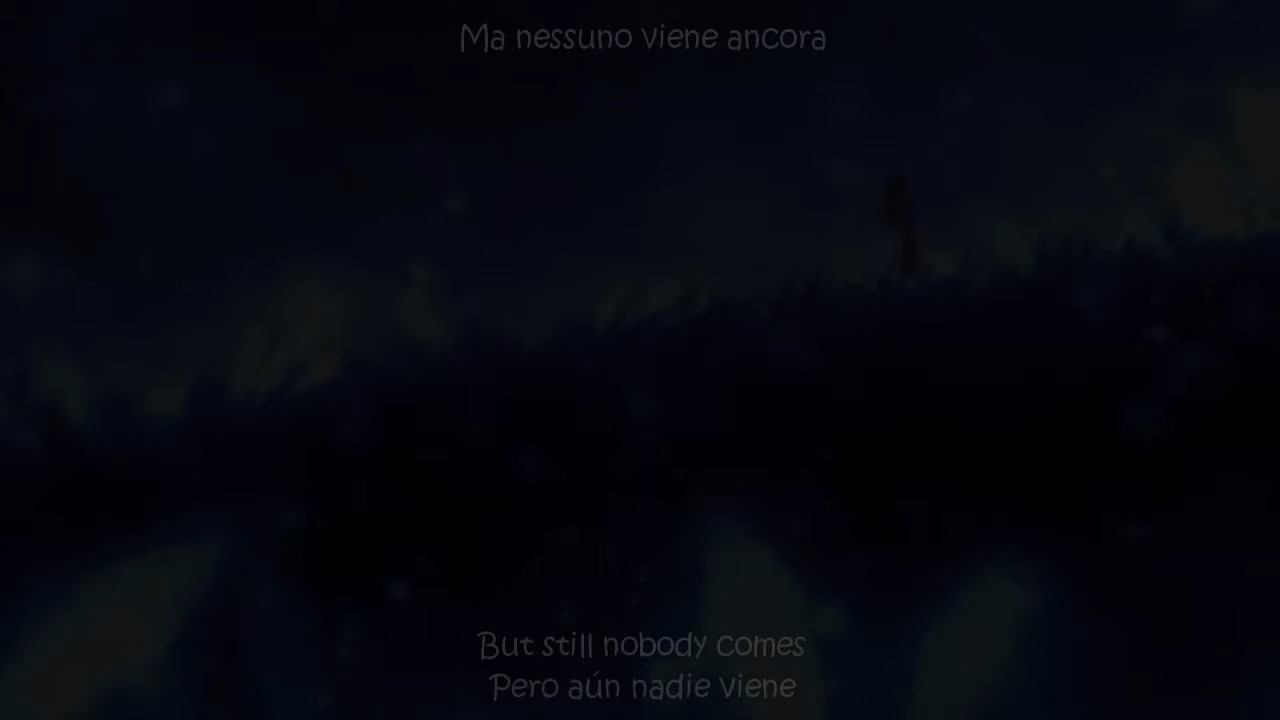 Ma nessuno viene ancora
But still nobody comes
Pero aún nadie viene